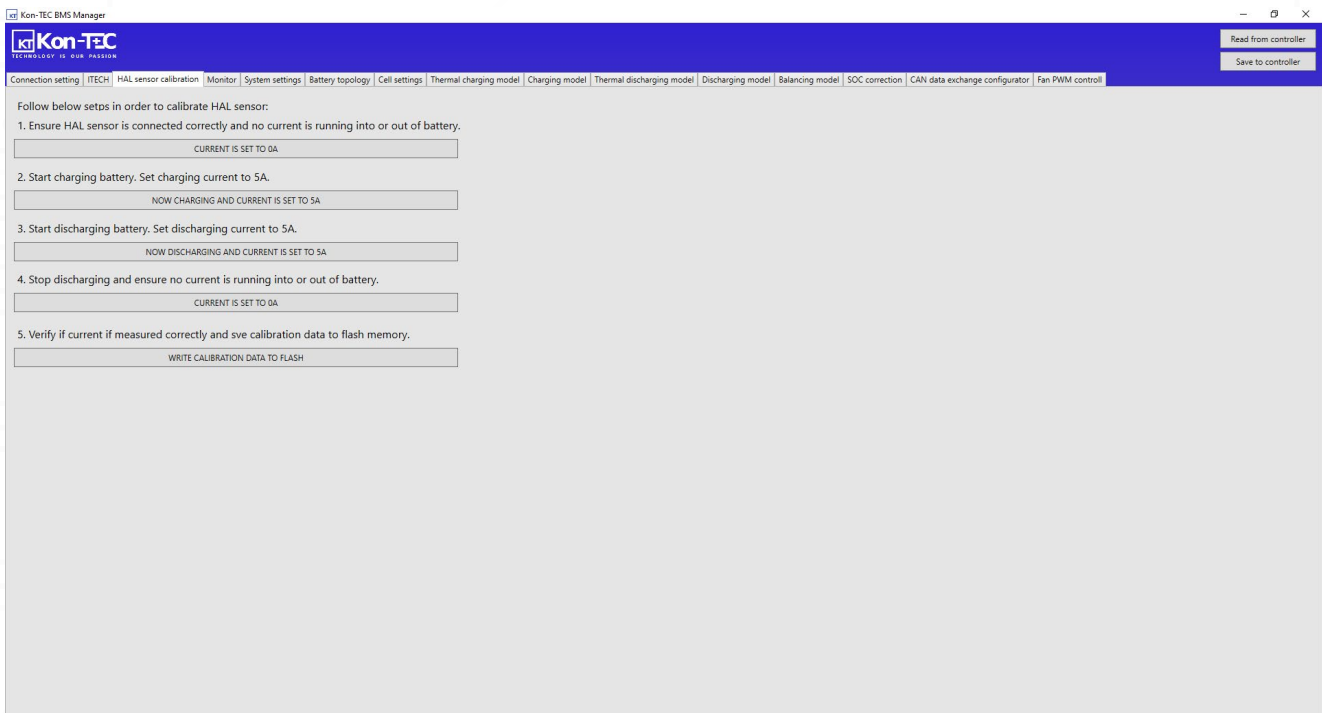 KT Kon-TEC BMS Manager
KT Kon-TEC
TECHNOLOGY IS OUR PASSION
Read from controller
Save to controller
Connection setting ITECH HAL sensor calibration Monitor System settings Battery topology Cell settings Thermal charging model Charging model Thermal discharging model Discharging model Balancing model SOC correction CAN data exchange configurator Fan PWM controll
Follow below setps in order to calibrate HAL sensor:
1. Ensure HAL sensor is connected correctly and no current is running into or out of battery.
CURRENT IS SET TO 0A
2. Start charging battery. Set charging current to 5A.
NOW CHARGING AND CURRENT IS SET TO 5A
3. Start discharging battery. Set discharging current to 5A.
NOW DISCHARGING AND CURRENT IS SET TO 5A
4. Stop discharging and ensure no current is running into or out of battery.
CURRENT IS SET TO 0A
5. Verify if current if measured correctly and sve calibration data to flash memory.
WRITE CALIBRATION DATA TO FLASH